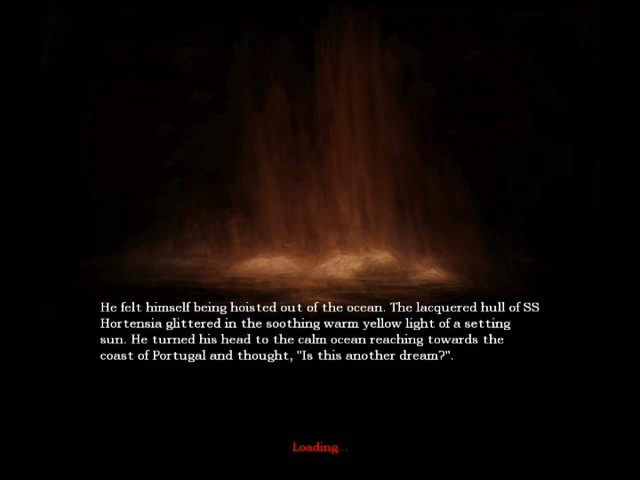 He felt himself being hoisted out of the ocean. The lacquered hull of SS
Hortensia glittered in the soothing warm yellow light of a setting
sun. He turned his head to the calm ocean reaching towards the
coast of Portugal and thought, "Is this another dream?".
Loading...